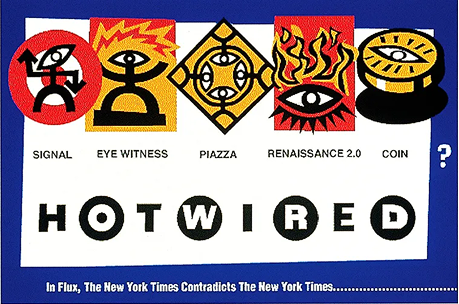 SIGNAL EYE WITNESS PIAZZA RENAISSANCE 2.0 COIN
?
HOTWIRED
In Flux, The New York Times Contradicts The New York Times...............................